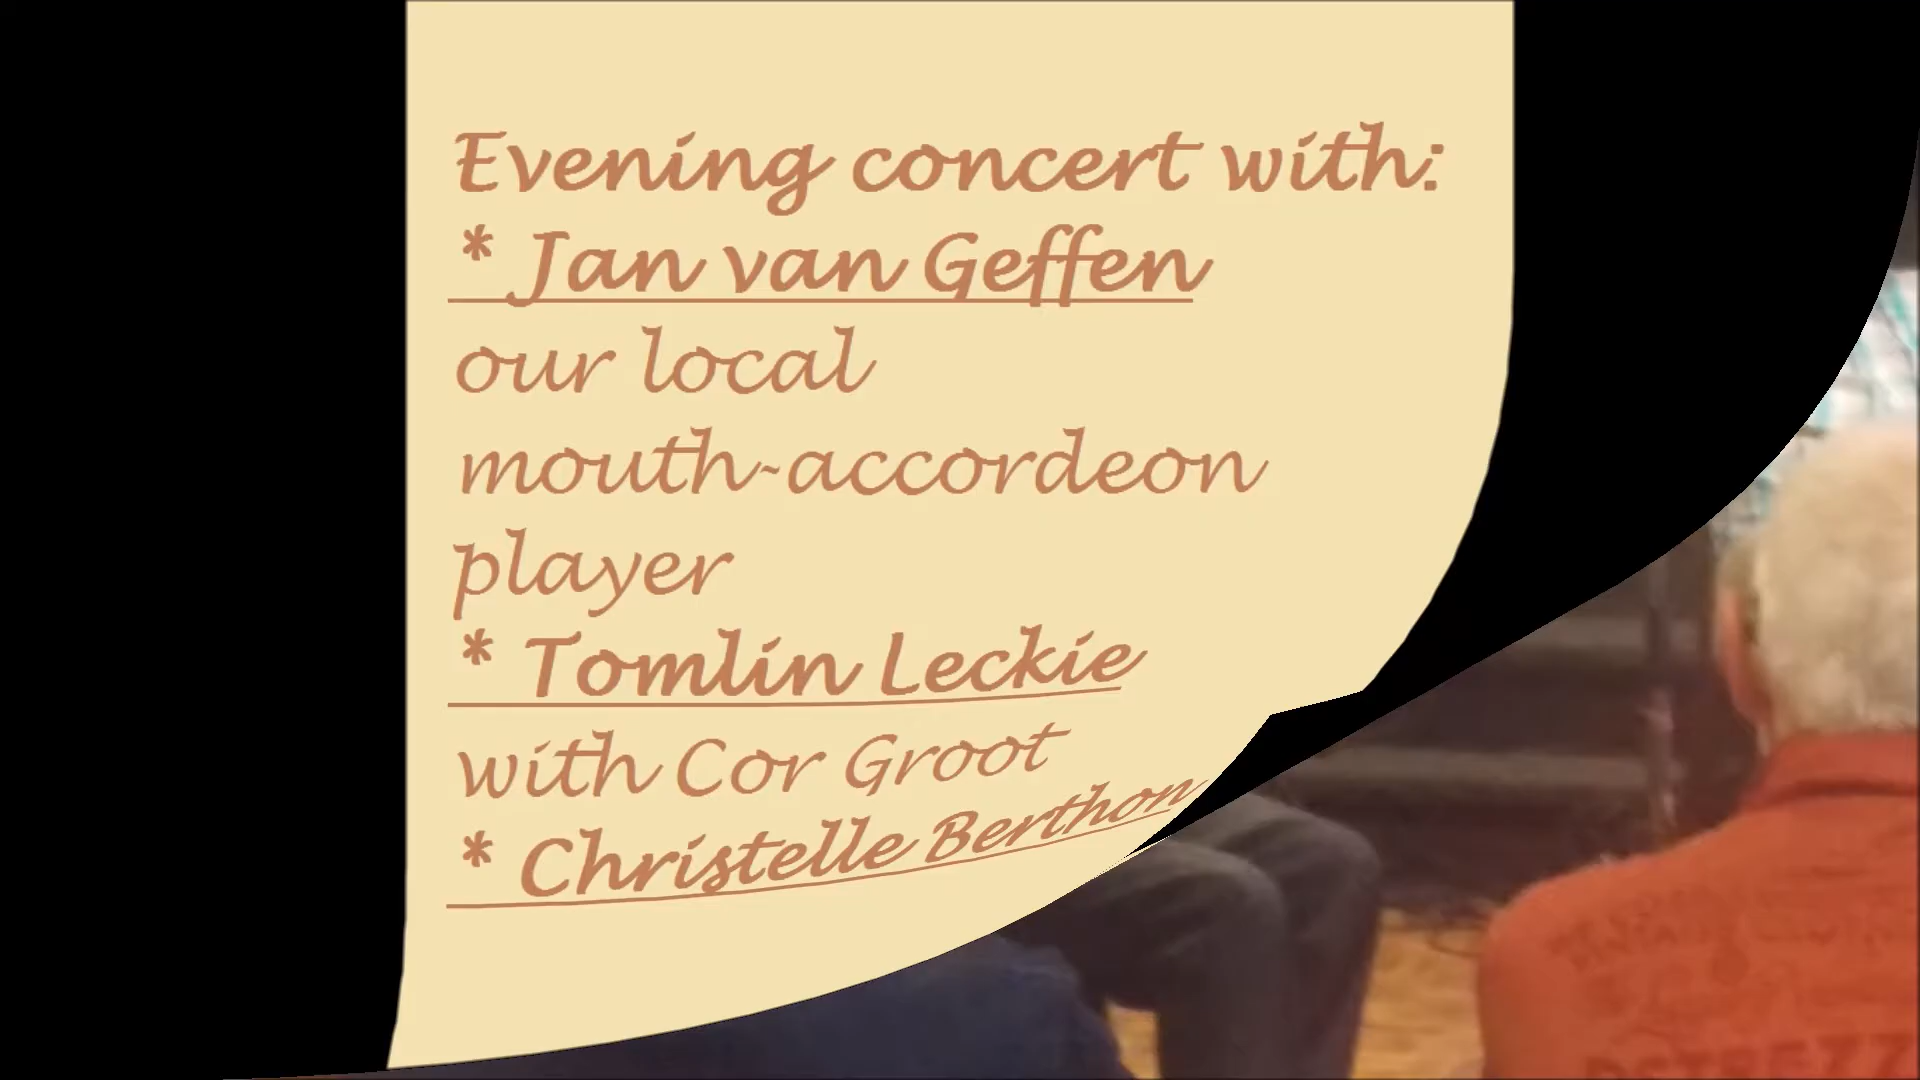 Evening concert with:
* Jan van Geffen
our local
mouth-accordeon
player
* Tomlin Leckie
with Cor Groot
* Christelle Berthon